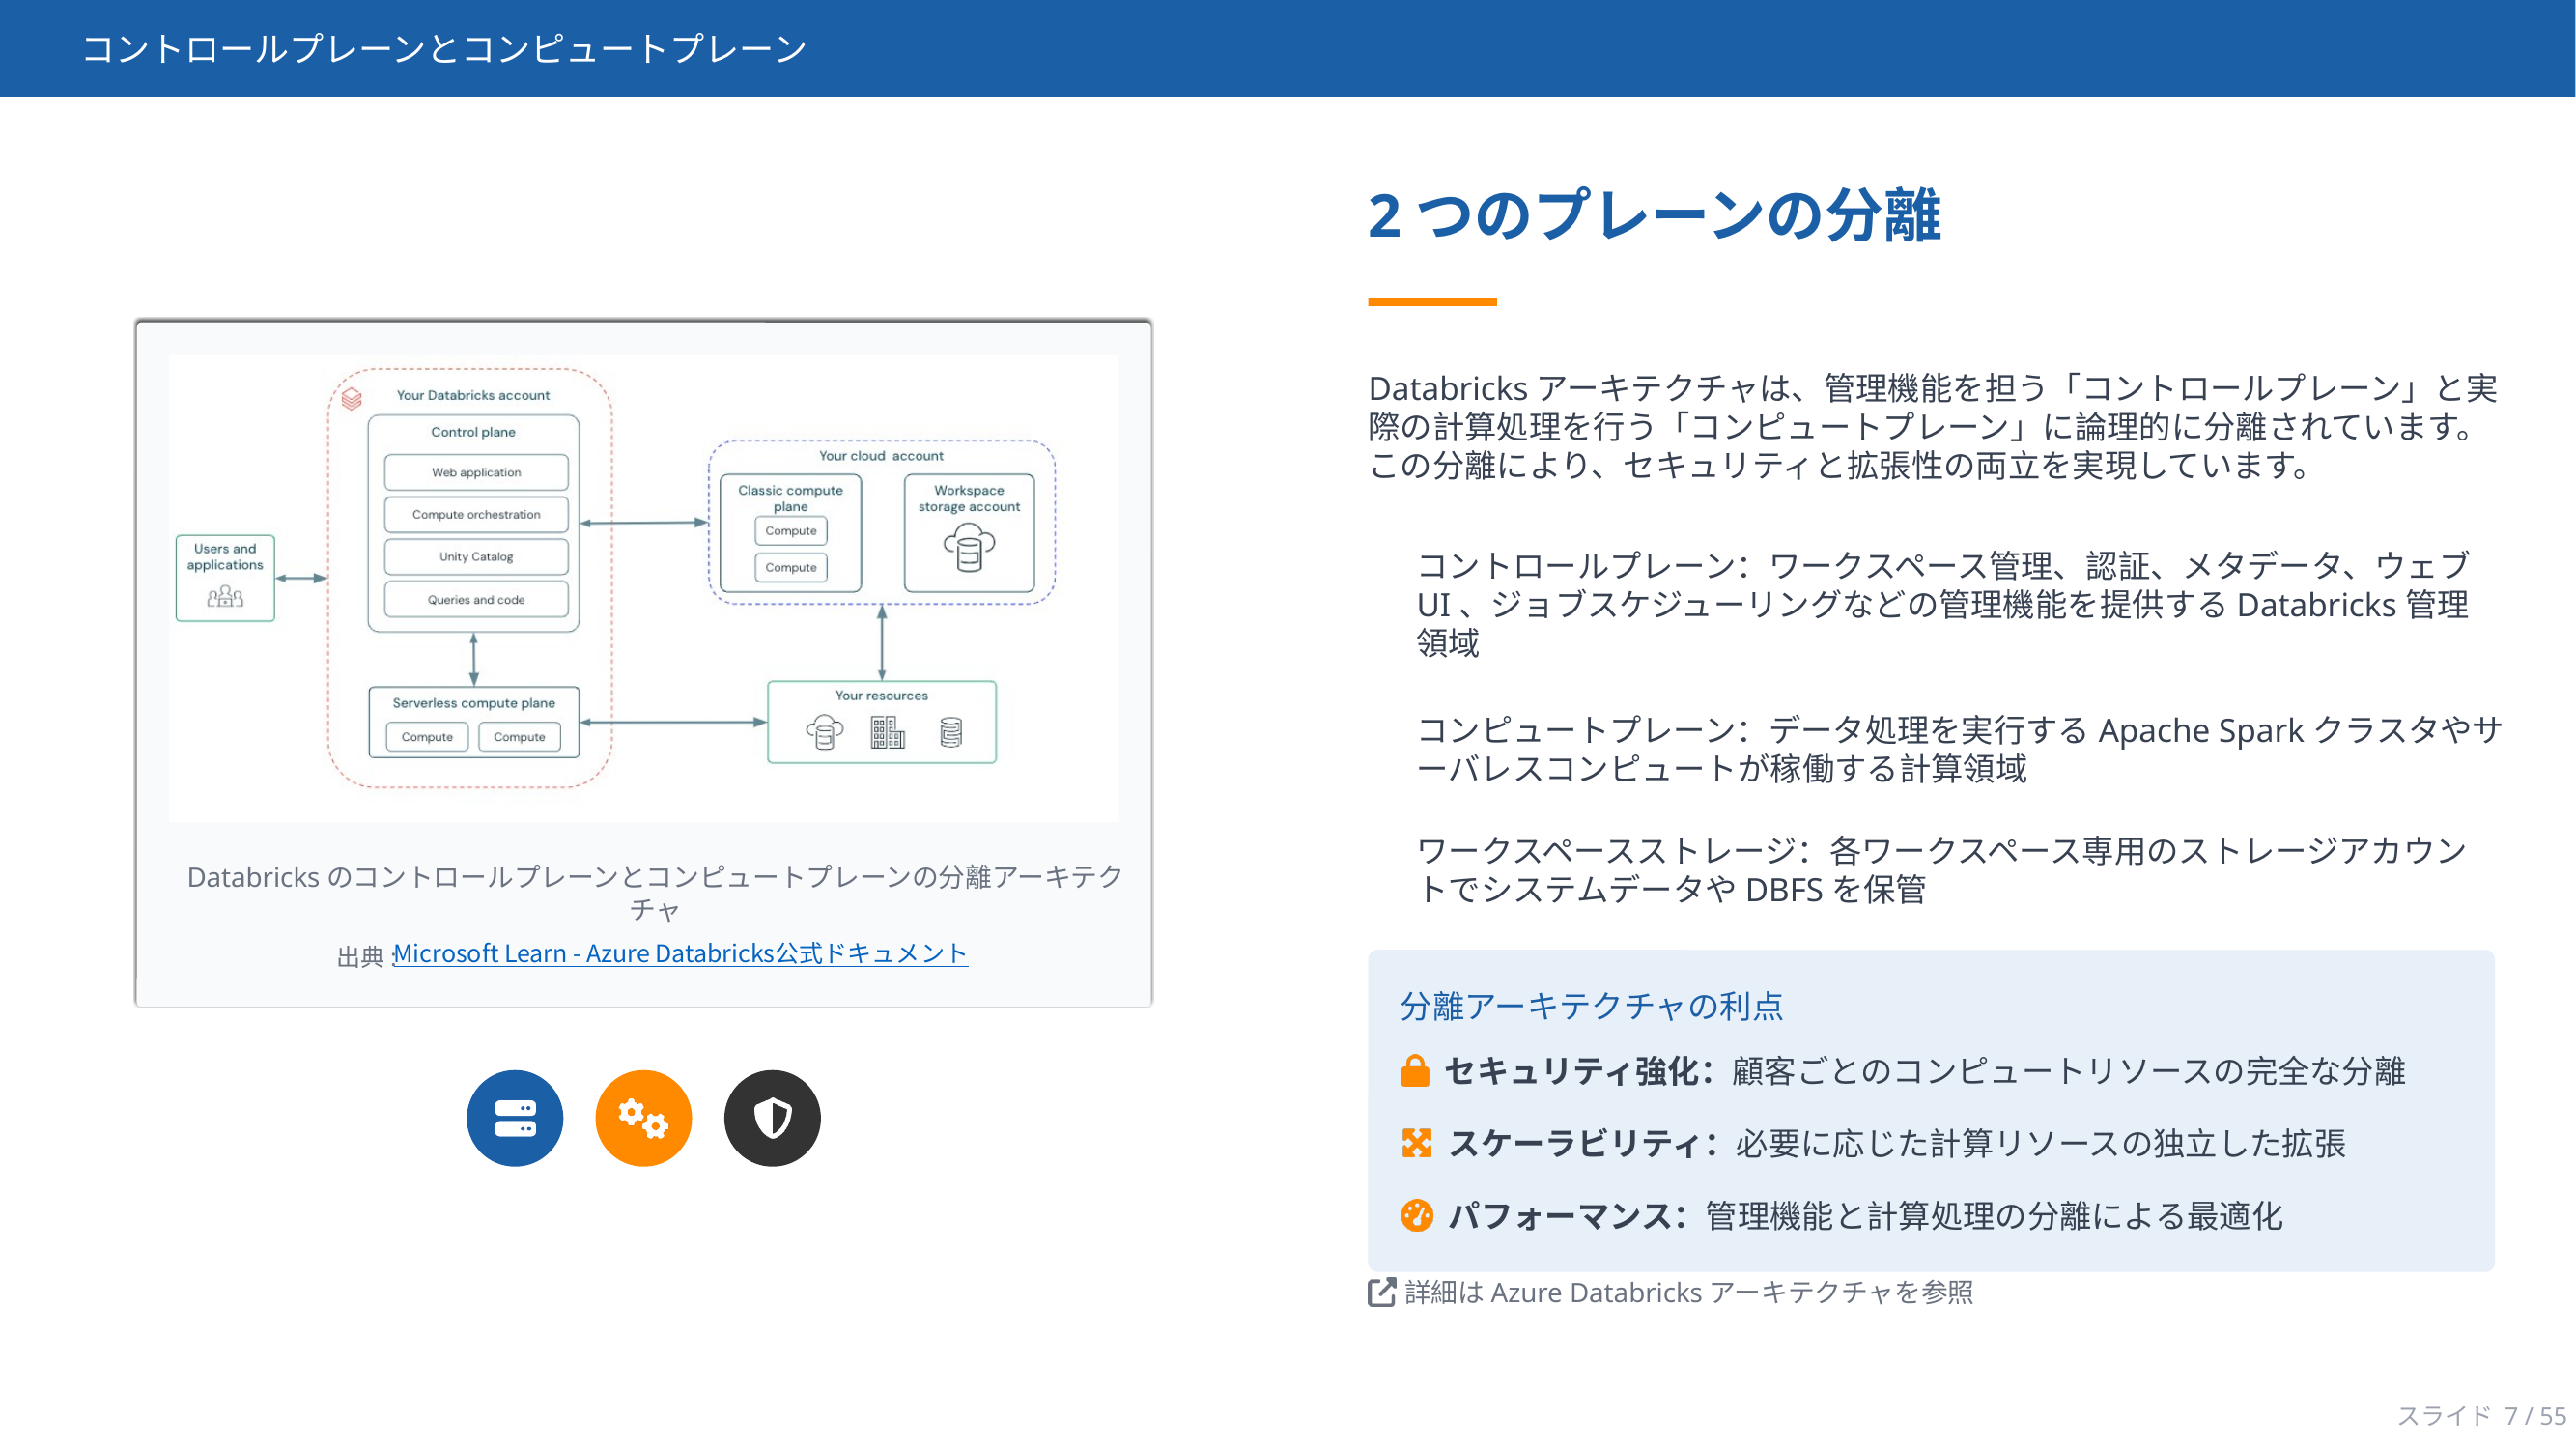 コントロールプレーンとコンピュートプレーン
Your Databricks account
Control plane
Web application
Compute orchestration
Unity Catalog
Queries and code
Users and
applications
Serverless compute plane
Compute
Compute
Your cloud account
Classic compute
plane
Compute
Compute
Workspace
storage account
Your resources
Databricks のコントロールプレーンとコンピュートプレーンの分離アーキテク
チャ
出典 :Microsoft Learn - Azure Databricks公式ドキュメント
2 つのプレーンの分離
Databricks アーキテクチャは、管理機能を担う「コントロールプレーン」と実
際の計算処理を行う「コンピュートプレーン」に論理的に分離されています。
この分離により、セキュリティと拡張性の両立を実現しています。
コントロールプレーン：ワークスペース管理、認証、メタデータ、ウェブ
UI 、ジョブスケジューリングなどの管理機能を提供する Databricks 管理
領域
コンピュートプレーン：データ処理を実行する Apache Spark クラスタやサ
ーバレスコンピュートが稼働する計算領域
ワークスペースストレージ：各ワークスペース専用のストレージアカウン
トでシステムデータや DBFS を保管
分離アーキテクチャの利点
セキュリティ強化：顧客ごとのコンピュートリソースの完全な分離
スケーラビリティ：必要に応じた計算リソースの独立した拡張
パフォーマンス：管理機能と計算処理の分離による最適化
詳細は Azure Databricks アーキテクチャを参照
スライド 7 / 55